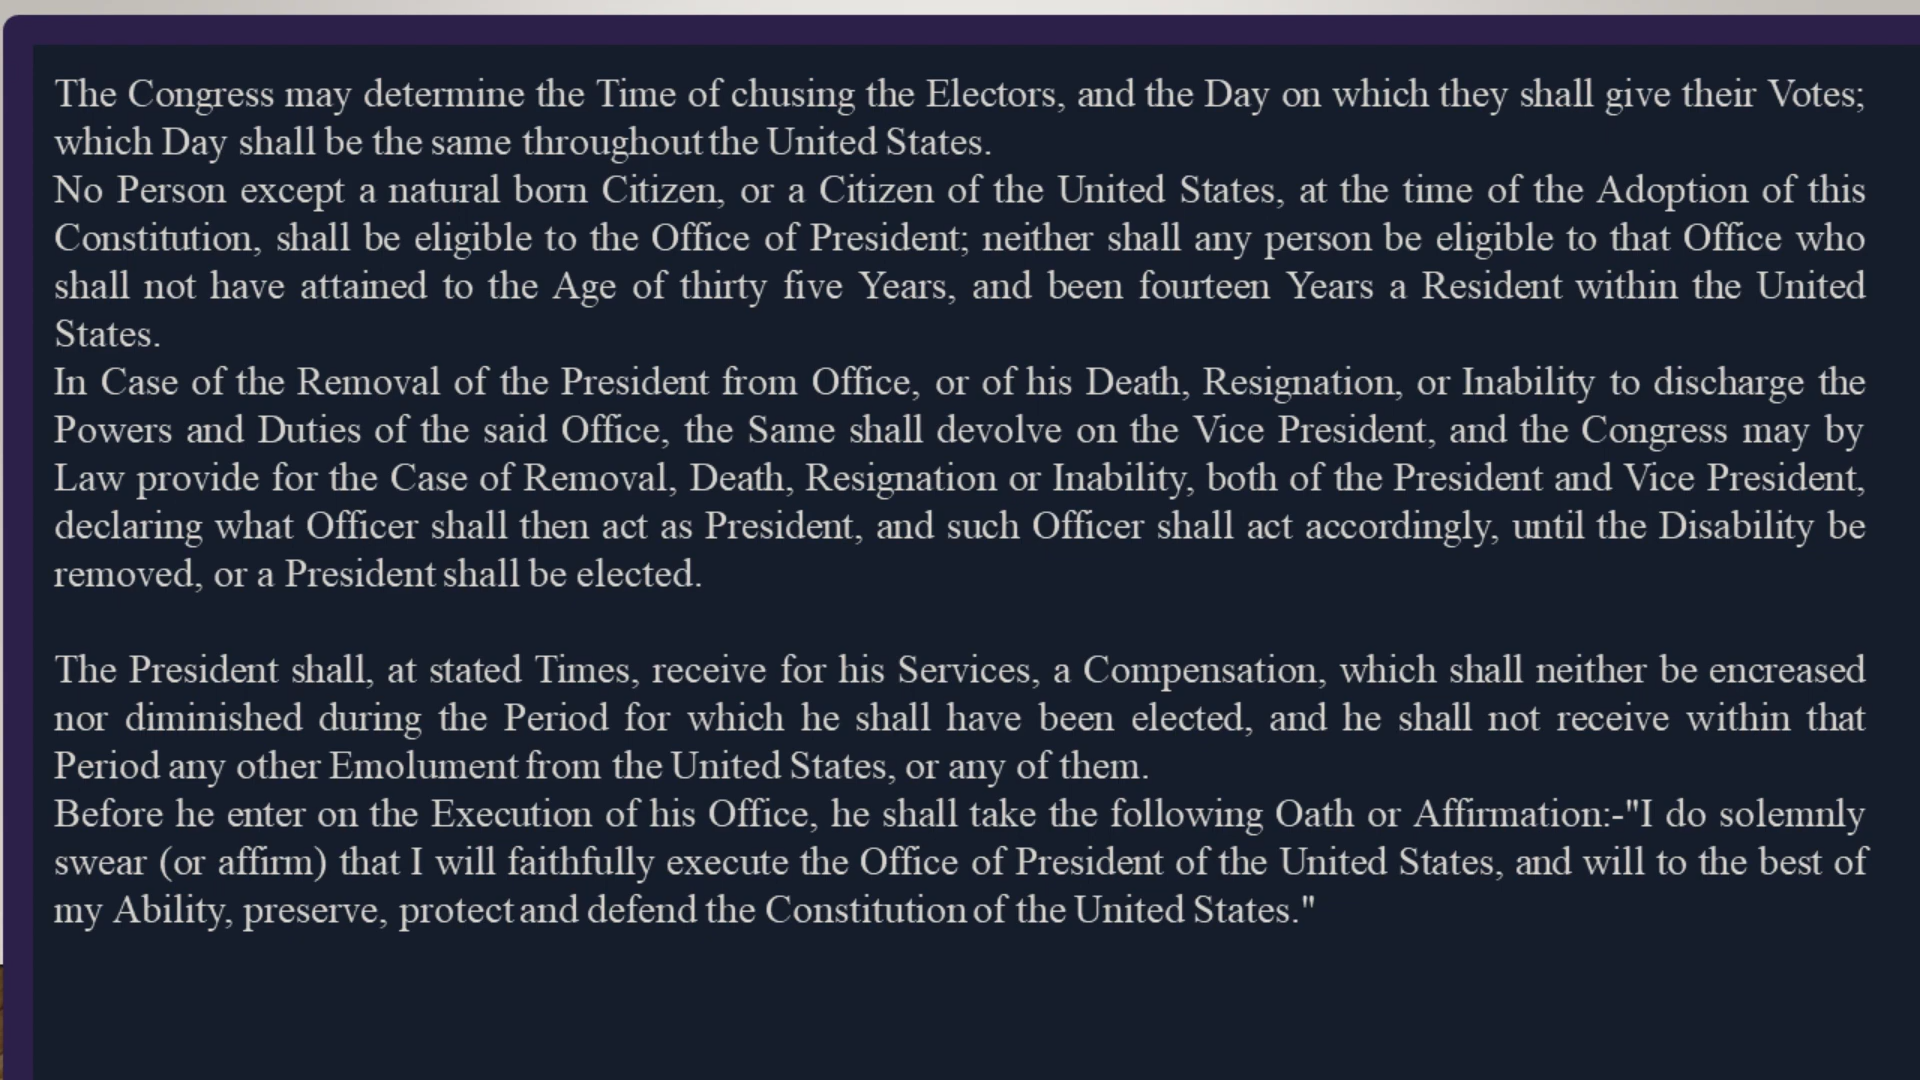 The Congress may determine the Time of chusing the Electors, and the Day on which they shall give their Votes;
which Day shall be the same throughout the United States.
No Person except a natural born Citizen, or a Citizen of the United States, at the time of the Adoption of this
Constitution, shall be eligible to the Office of President; neither shall any person be eligible to that Office who
shall not have attained to the Age of thirty five Years, and been fourteen Years a Resident within the United
States.
In Case of the Removal of the President from Office, or of his Death, Resignation, or Inability to discharge the
Powers and Duties of the said Office, the Same shall devolve on the Vice President, and the Congress may by
Law provide for the Case of Removal, Death, Resignation or Inability, both of the President and Vice President,
declaring what Officer shall then act as President, and such Officer shall act accordingly, until the Disability be
removed, or a President shall be elected.
The President shall, at stated Times, receive for his Services, a Compensation, which shall neither be encreased
nor diminished during the Period for which he shall have been elected, and he shall not receive within that
Period any other Emolument from the United States, or any of them.
Before he enter on the Execution of his Office, he shall take the following Oath or Affirmation:-"I do solemnly
swear (or affirm) that I will faithfully execute the Office of President of the United States, and will to the best of
my Ability, preserve, protect and defend the Constitution of the United States."